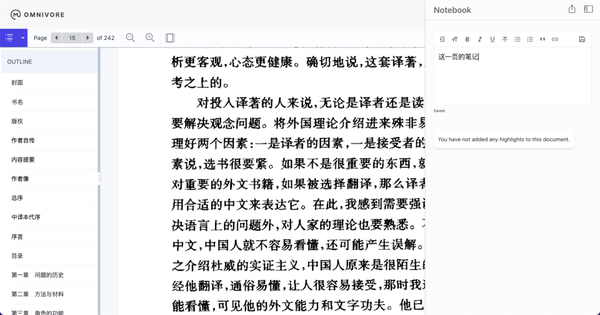 OMNIVORE
Page 15 of 242
OUTLINE
封面
书名
版权
作者自传
内容提要
作者像
总序
中译本代序
序言
目录
第一章 问题的历史
第二章 方法与材料
第三章 角色的功能
析更客观，心态更健康。确切地说，这套译著，
考之上的。
对投入译著的人来说，无论是译者还是读
要解决观念问题。将外国理论介绍进来殊非易
理好两个因素：一是译者的因素，一是接受者的
素说，选书很要紧。如果不是很重要的东西，就
对重要的外文书籍，如果被选择翻译，那么译者
用合适的中文来表达它。在此，我感到需要强调
决语言上的问题外，对人家的理论也要熟悉。不
中文，中国人就不容易看懂，还可能产生误解。
之介绍杜威的实证主义，中国人原来是很陌生的
经他翻译，通俗易懂，让人很容易接受，那时我还
能看懂，可见他的外文能力和文字功夫。他已
Notebook
这一页的笔记
Saved
You have not added any highlights to this document.